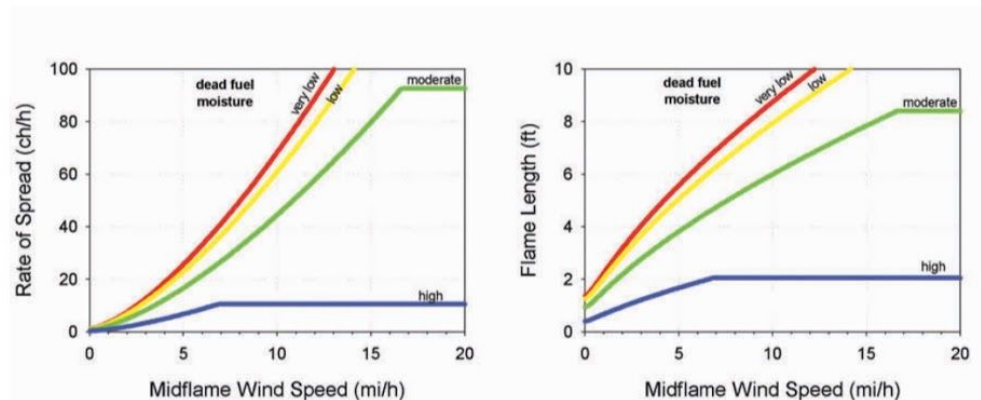 Rate of Spread (ch/h)
100
80
60
40
20
0
dead fuel
moisture
very low
low
moderate
high
0 5 10 15 20
Midflame Wind Speed (mi/h)
Flame Length (ft)
10
8
6
4
2
0
dead fuel
moisture
very low
low
moderate
high
0 5 10 15 20
Midflame Wind Speed (mi/h)